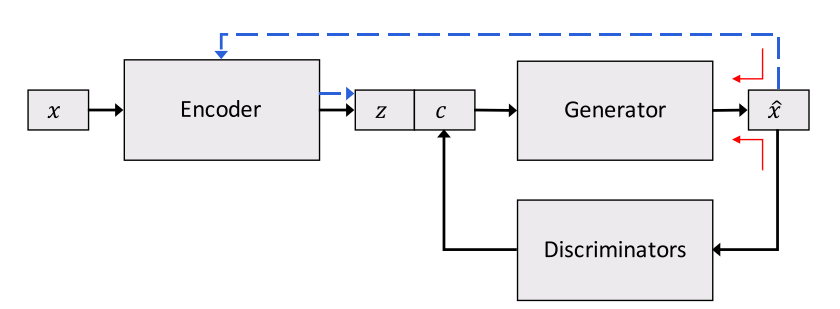 x
Encoder
z
c
Generator
x̂
Discriminators